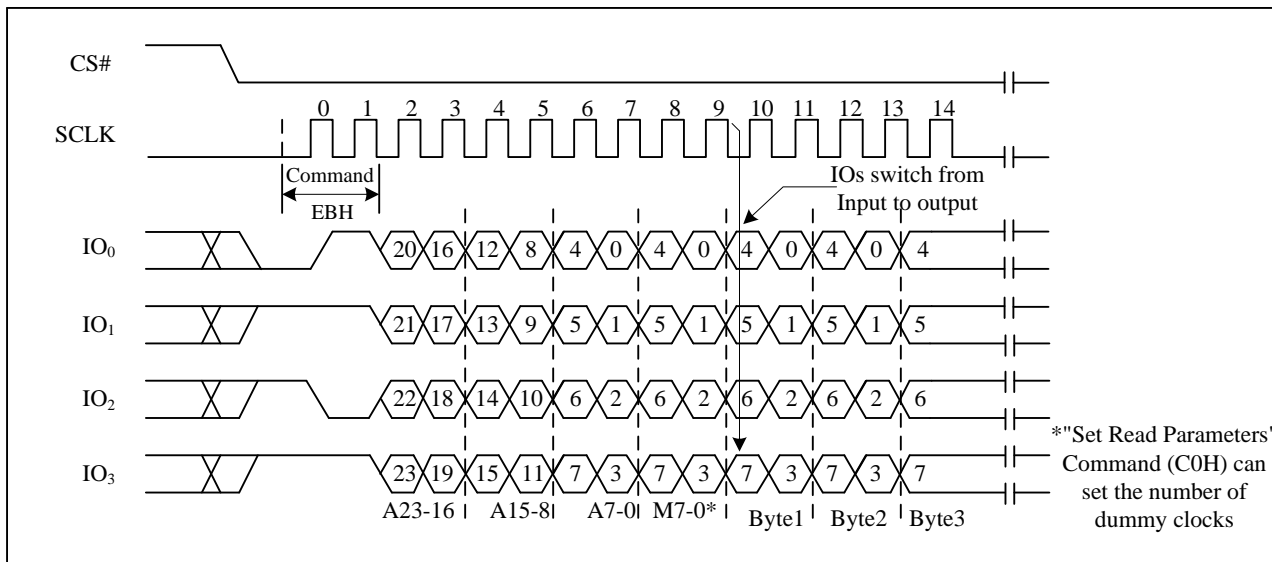 CS#
0 1 2 3 4 5 6 7 8 9 10 11 12 13 14
SCLK
Command
EBH
IOs switch from
Input to output
IO₀
20 16 12 8 4 0 4 0 4 0 4 0 4
IO₁
21 17 13 9 5 1 5 1 5 1 5 1 5
IO₂
22 18 14 10 6 2 6 2 6 2 6 2 6
IO₃
23 19 15 11 7 3 7 3 7 3 7 3 7
A23-16 A15-8 A7-0 M7-0* Byte1 Byte2 Byte3
*"Set Read Parameters"
Command (C0H) can
set the number of
dummy clocks